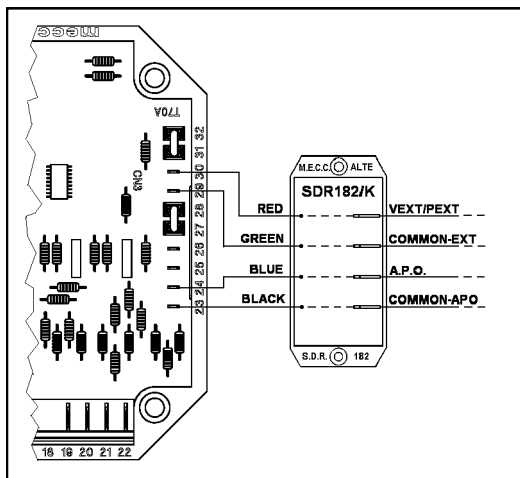 mecc
T70A
32
31
30
29
28
27
26
25
24
23
CN3
18 19 20 21 22
M.E.C.C. ALTE
SDR182/K
RED VEXT/PEXT
GREEN COMMON-EXT
BLUE A.P.O.
BLACK COMMON-APO
S.D.R. 182